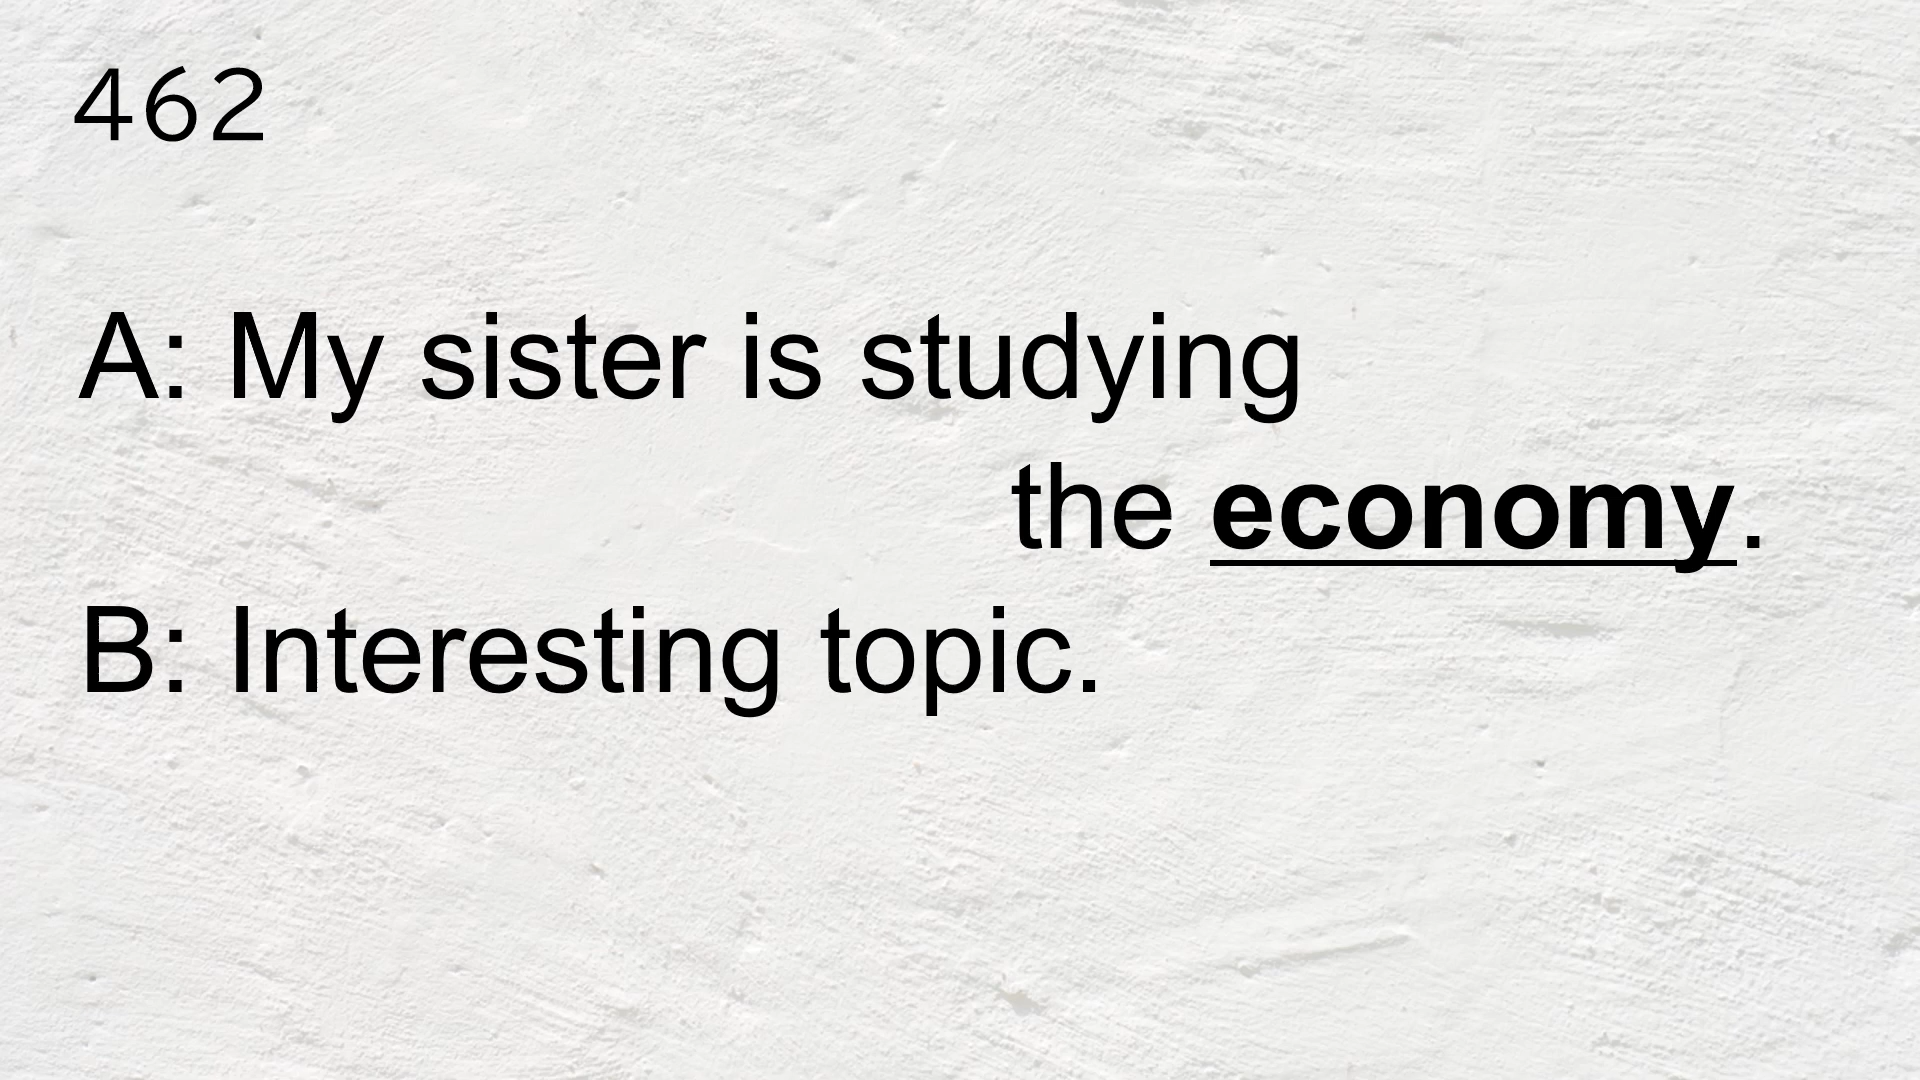 462
A: My sister is studying
the economy.
B: Interesting topic.